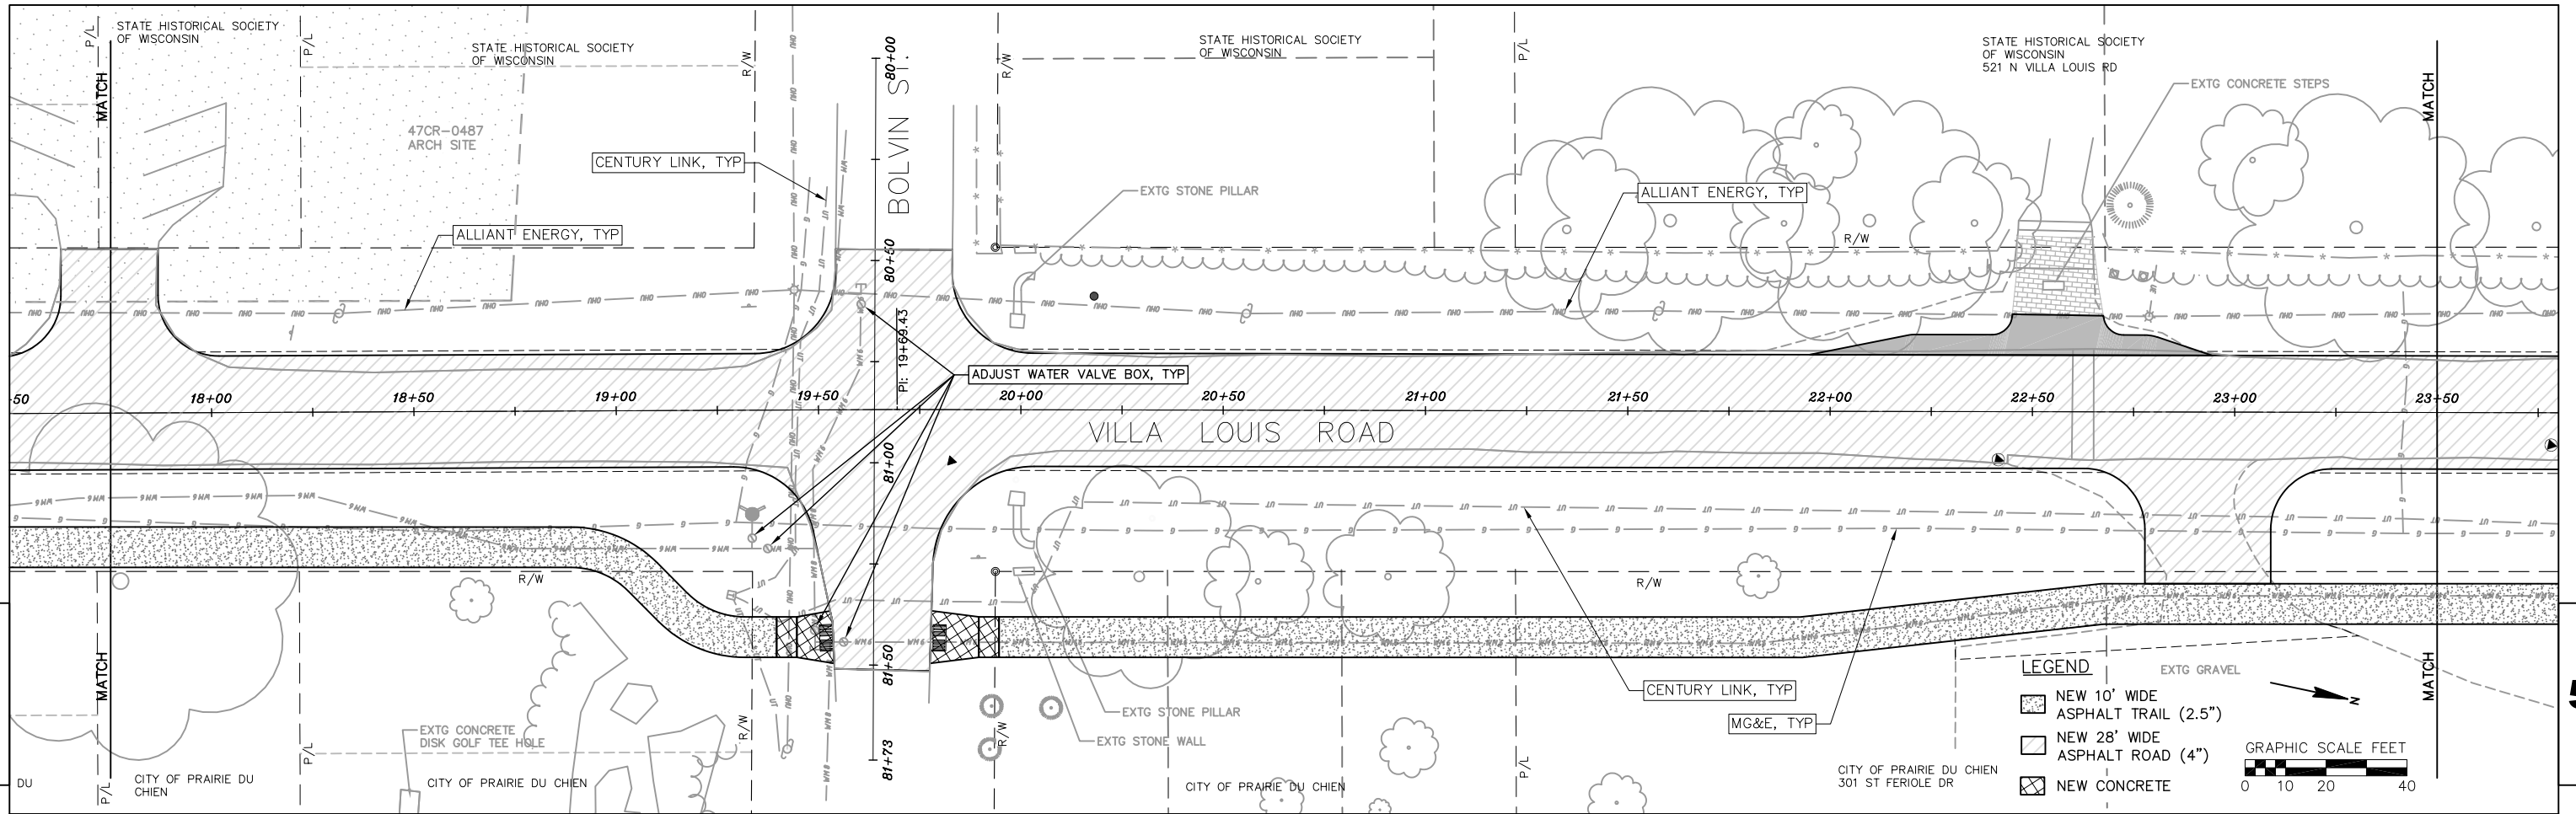 STATE HISTORICAL SOCIETY
OF WISCONSIN
P/L
P/L
MATCH
STATE HISTORICAL SOCIETY
OF WISCONSIN
R/W
47CR-0487
ARCH SITE
CENTURY LINK, TYP
ALLIANT ENERGY, TYP
BOLVIN ST.
80+00
80+50
81+00
81+50
81+73
PI: 19+69.43
R/W
STATE HISTORICAL SOCIETY
OF WISCONSIN
P/L
EXTG STONE PILLAR
ALLIANT ENERGY, TYP
R/W
STATE HISTORICAL SOCIETY
OF WISCONSIN
521 N VILLA LOUIS RD
EXTG CONCRETE STEPS
MATCH
ADJUST WATER VALVE BOX, TYP
+50
18+00
18+50
19+00
19+50
20+00
20+50
21+00
21+50
22+00
22+50
23+00
23+50
VILLA LOUIS ROAD
R/W
R/W
MATCH
P/L
DU
CITY OF PRAIRIE DU
CHIEN
P/L
EXTG CONCRETE
DISK GOLF TEE HOLE
CITY OF PRAIRIE DU CHIEN
R/W
R/W
EXTG STONE PILLAR
EXTG STONE WALL
CITY OF PRAIRIE DU CHIEN
P/L
CENTURY LINK, TYP
MG&E, TYP
CITY OF PRAIRIE DU CHIEN
301 ST FERIOLE DR
LEGEND
NEW 10' WIDE
ASPHALT TRAIL (2.5")
NEW 28' WIDE
ASPHALT ROAD (4")
NEW CONCRETE
EXTG GRAVEL
N
GRAPHIC SCALE FEET
0 10 20 40
MATCH